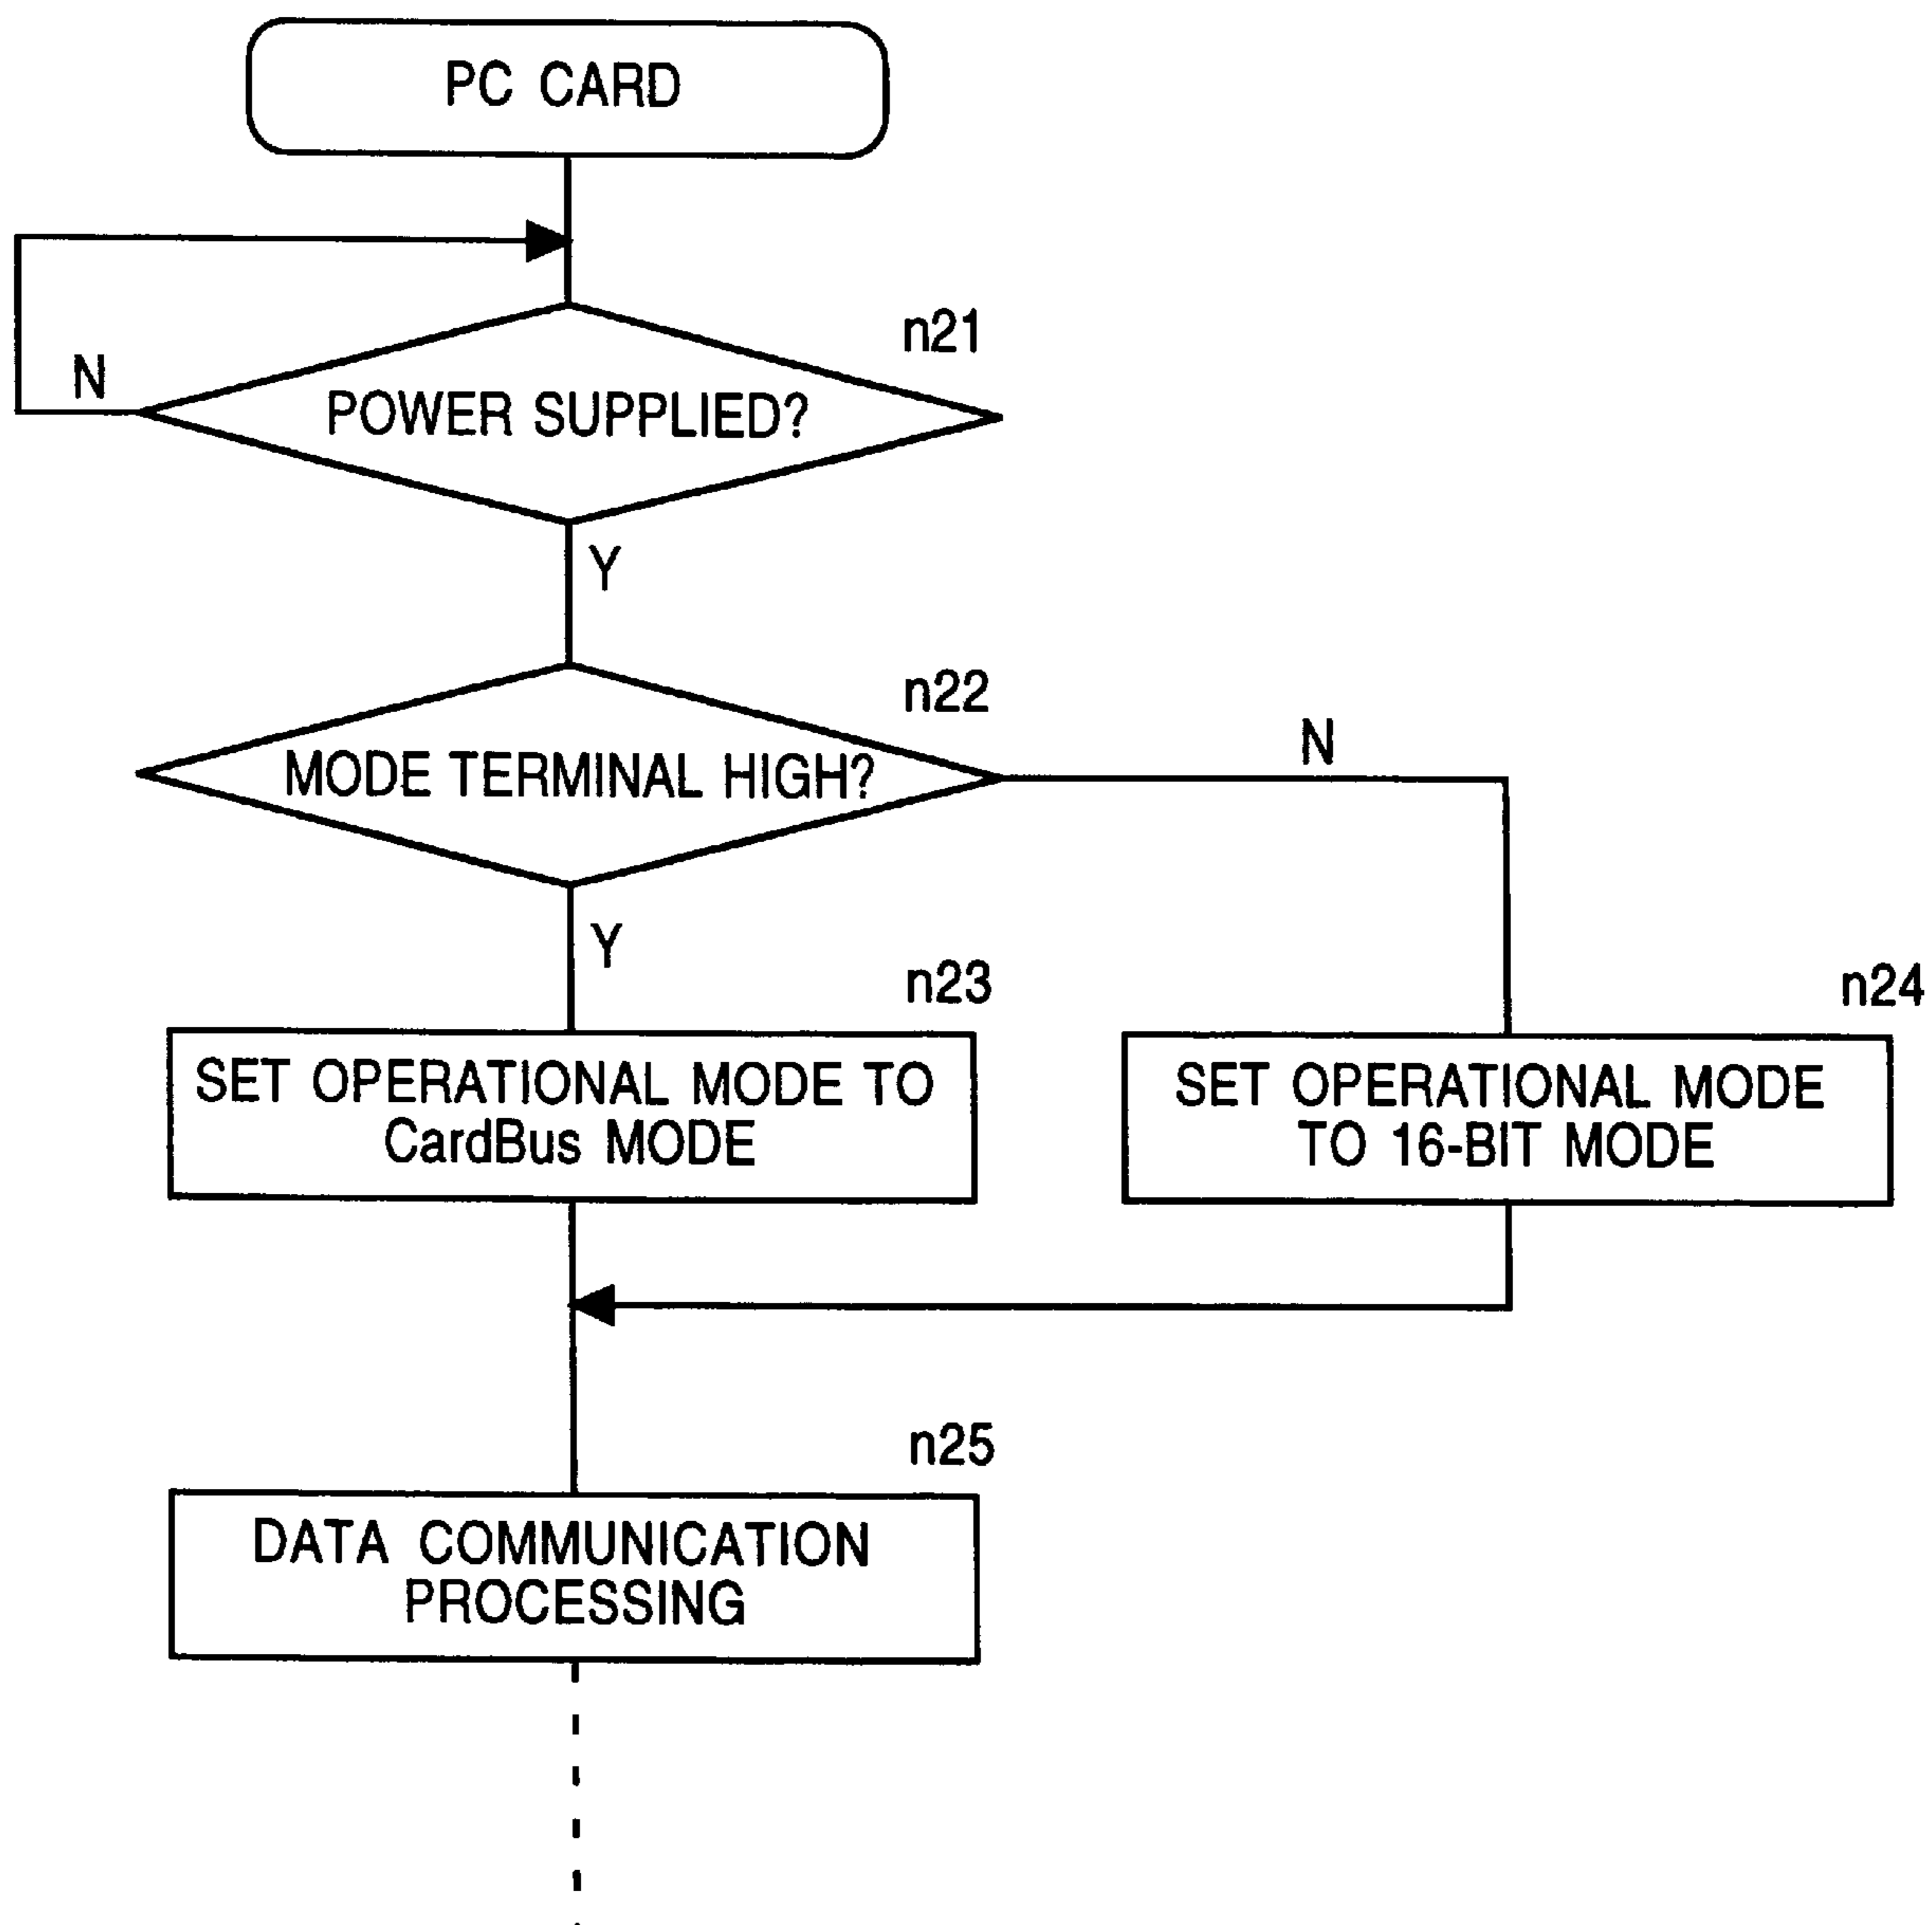 PC CARD
n21
N
POWER SUPPLIED?
Y
n22
N
MODE TERMINAL HIGH?
Y
n23
n24
SET OPERATIONAL MODE TO
CardBus MODE
SET OPERATIONAL MODE
TO 16-BIT MODE
n25
DATA COMMUNICATION
PROCESSING